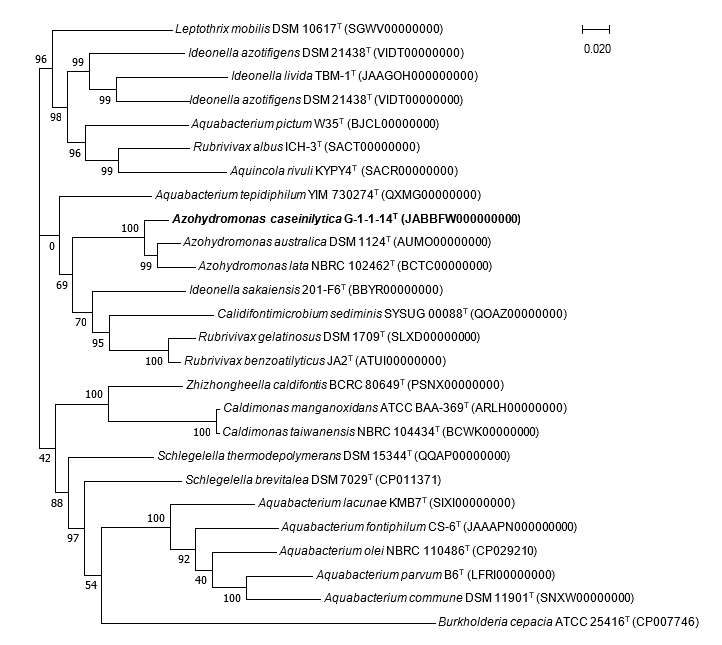 Leptothrix mobilis DSM 10617ᵀ (SGWV00000000)
0.020
96
Ideonella azotifigens DSM 21438ᵀ (VIDT00000000)
99
Ideonella livida TBM-1ᵀ (JAAGOH000000000)
99
Ideonella azotifigens DSM 21438ᵀ (VIDT00000000)
98
Aquabacterium pictum W35ᵀ (BJCL00000000)
Rubrivivax albus ICH-3ᵀ (SACT00000000)
96
99
Aquincola rivuli KYPY4ᵀ (SACR00000000)
Aquabacterium tepidiphilum YIM 730274ᵀ (QXMG00000000)
Azohydromonas caseinilytica G-1-1-14ᵀ (JABBFW000000000)
100
0
Azohydromonas australica DSM 1124ᵀ (AUMO00000000)
99
Azohydromonas lata NBRC 102462ᵀ (BCTC00000000)
69
Ideonella sakaiensis 201-F6ᵀ (BBYR00000000)
70
Calidifontimicrobium sediminis SYSUG 00088ᵀ (QOAZ00000000)
Rubrivivax gelatinosus DSM 1709ᵀ (SLXD00000000)
95
100
Rubrivivax benzoatilyticus JA2ᵀ (ATUI00000000)
Zhizhongheella caldifontis BCRC 80649ᵀ (PSNX00000000)
100
Caldimonas manganoxidans ATCC BAA-369ᵀ (ARLH00000000)
100
Caldimonas taiwanensis NBRC 104434ᵀ (BCWK00000000)
42
Schlegelella thermodepolymerans DSM 15344ᵀ (QQAP00000000)
Schlegelella brevitalea DSM 7029ᵀ (CP011371)
88
Aquabacterium lacunae KMB7ᵀ (SIXI00000000)
100
Aquabacterium fontiphilum CS-6ᵀ (JAAAPN000000000)
97
Aquabacterium olei NBRC 110486ᵀ (CP029210)
92
Aquabacterium parvum B6ᵀ (LFRI00000000)
40
54
100
Aquabacterium commune DSM 11901ᵀ (SNXW00000000)
Burkholderia cepacia ATCC 25416ᵀ (CP007746)